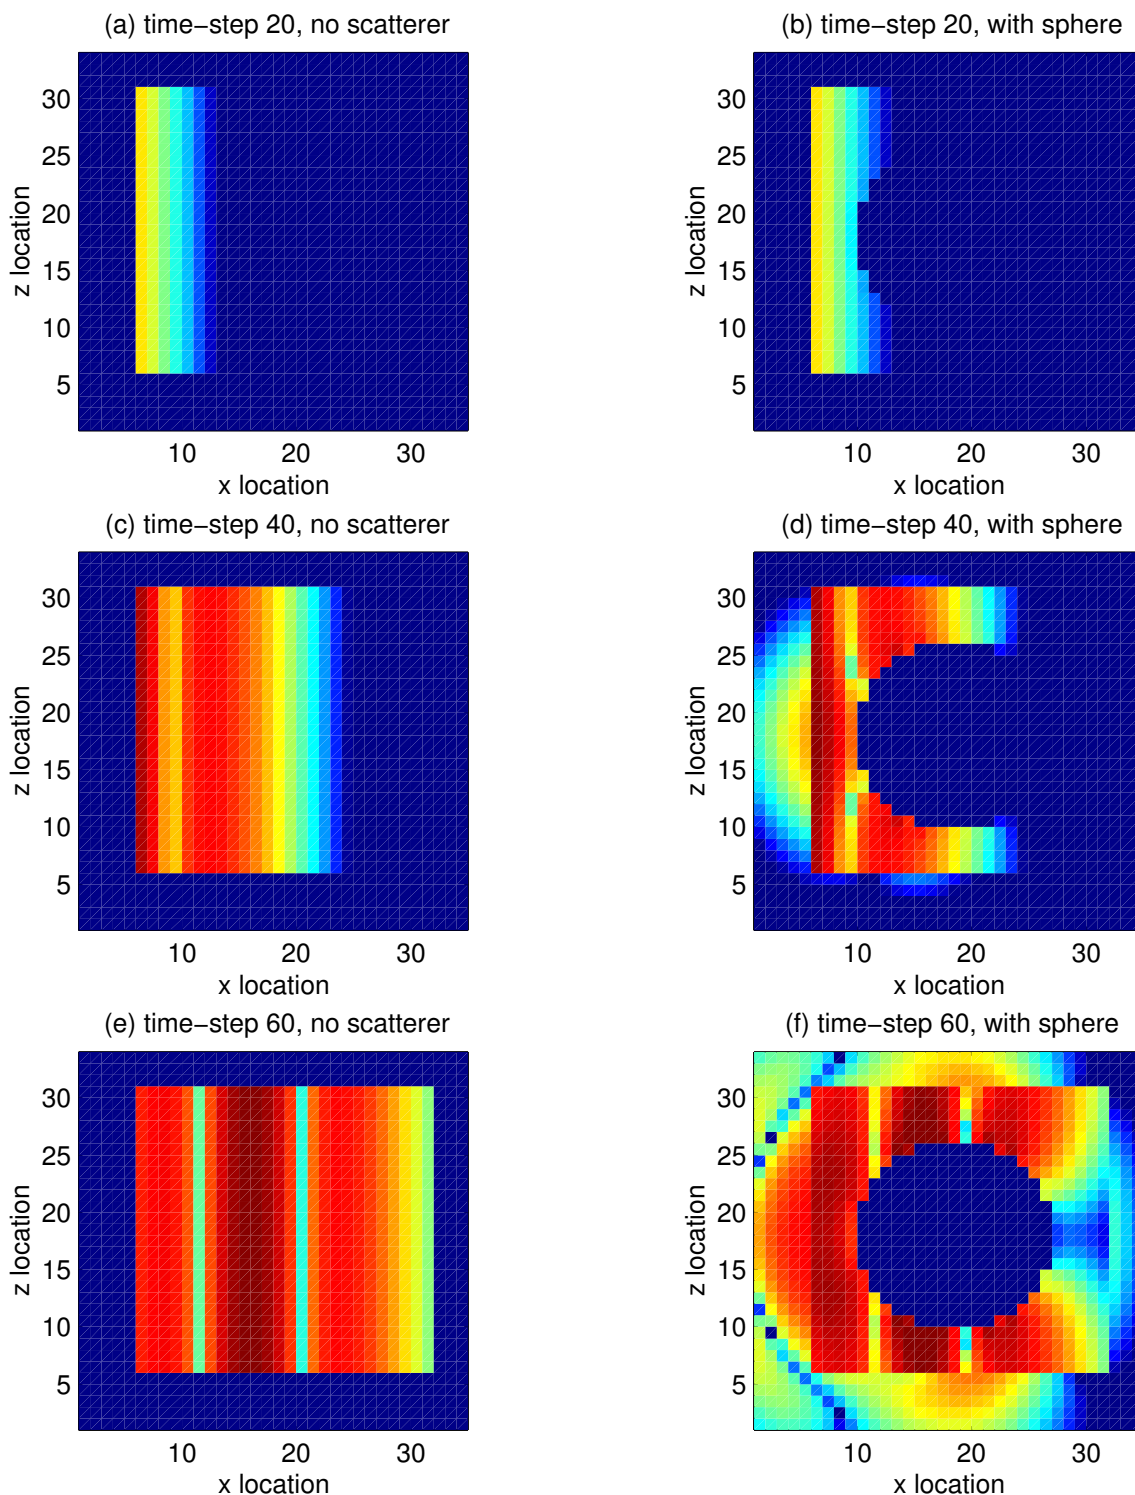 (a) time−step 20, no scatterer
(b) time−step 20, with sphere
z location
30
25
20
15
10
5
10 20 30
x location
z location
30
25
20
15
10
5
10 20 30
x location
(c) time−step 40, no scatterer
(d) time−step 40, with sphere
z location
30
25
20
15
10
5
10 20 30
x location
z location
30
25
20
15
10
5
10 20 30
x location
(e) time−step 60, no scatterer
(f) time−step 60, with sphere
z location
30
25
20
15
10
5
10 20 30
x location
z location
30
25
20
15
10
5
10 20 30
x location